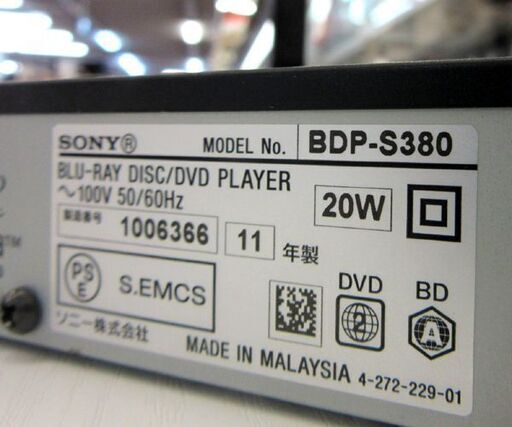 SONY® MODEL No. BDP-S380
BLU-RAY DISC/DVD PLAYER
～100V 50/60Hz 20W
製造番号 1006366 11 年製
PSE S.EMCS
DVD BD
2 A
ソニー株式会社
MADE IN MALAYSIA 4-272-229-01
TM